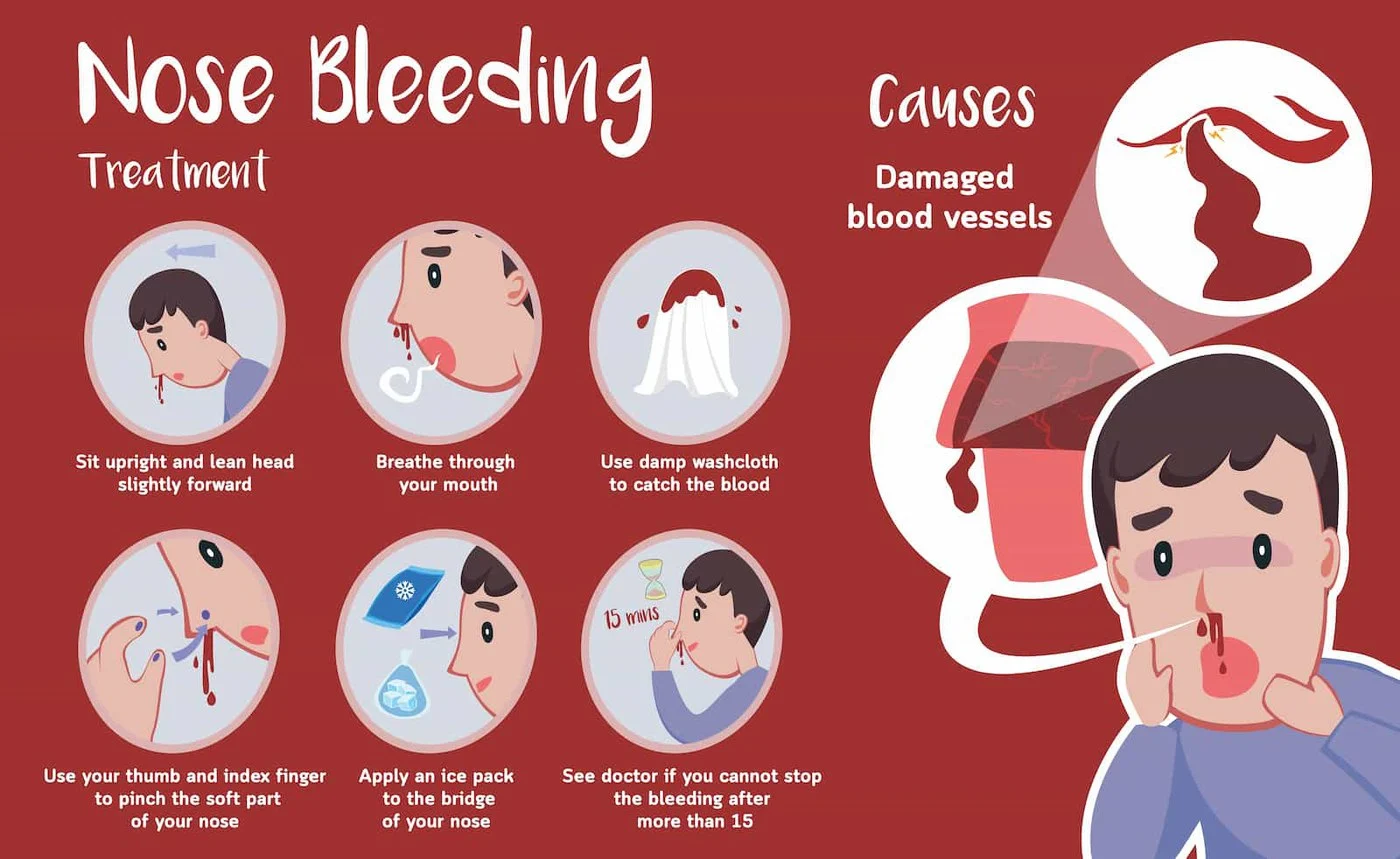 Nose Bleeding
Treatment
Sit upright and lean head
slightly forward
Breathe through
your mouth
Use damp washcloth
to catch the blood
15 mins
Use your thumb and index finger
to pinch the soft part
of your nose
Apply an ice pack
to the bridge
of your nose
See doctor if you cannot stop
the bleeding after
more than 15
Causes
Damaged
blood vessels